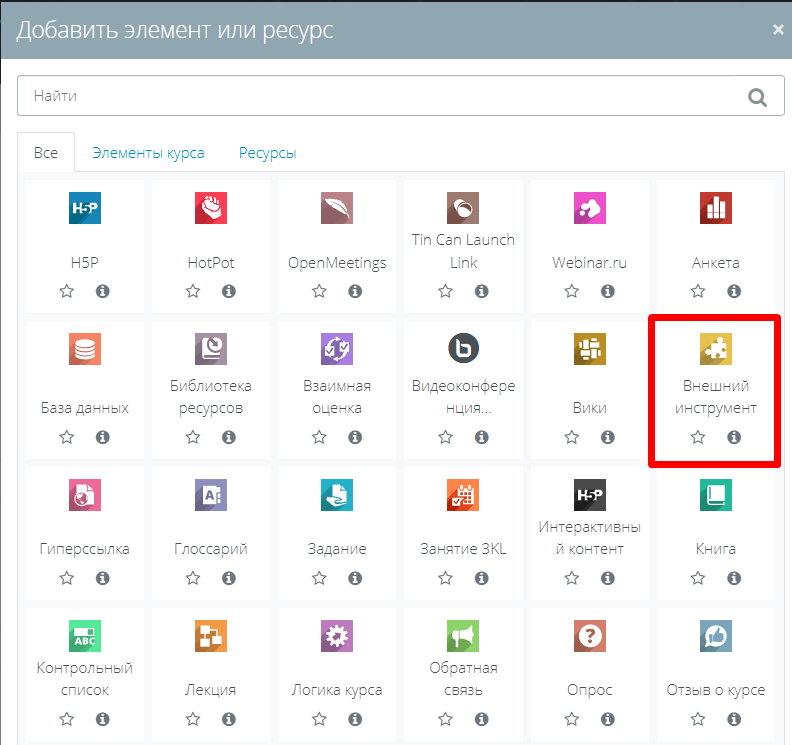 Добавить элемент или ресурс
×
Найти
Все
Элементы курса
Ресурсы
H5P
H5P
HotPot
OpenMeetings
Tin Can Launch
Link
Webinar.ru
Анкета
База данных
Библиотека
ресурсов
Взаимная
оценка
b
Видеоконфере
нция...
Вики
Внешний
инструмент
Гиперссылка
A
Глоссарий
Задание
Занятие 3KL
H5P
Интерактивны
й контент
Книга
ABC
Контрольный
список
Лекция
Логика курса
Обратная
связь
?
Опрос
Отзыв о курсе